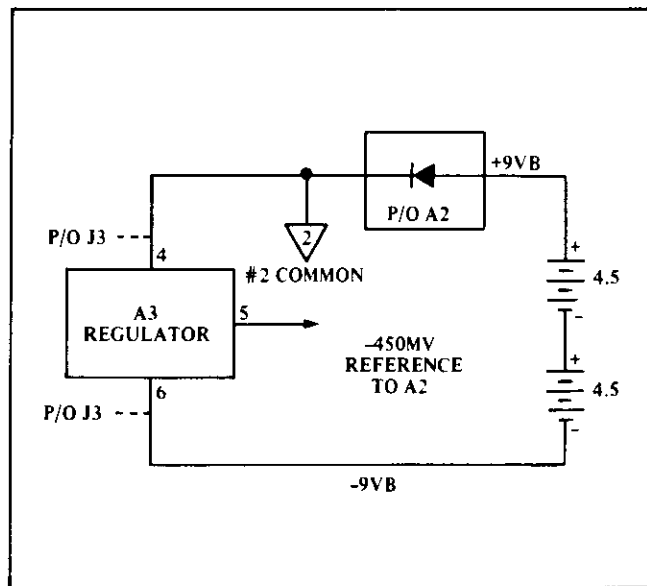 +9VB
P/O A2
P/O J3
4
2
#2 COMMON
+
4.5
-
A3
REGULATOR
5
–450MV
REFERENCE
TO A2
+
4.5
-
6
P/O J3
-9VB